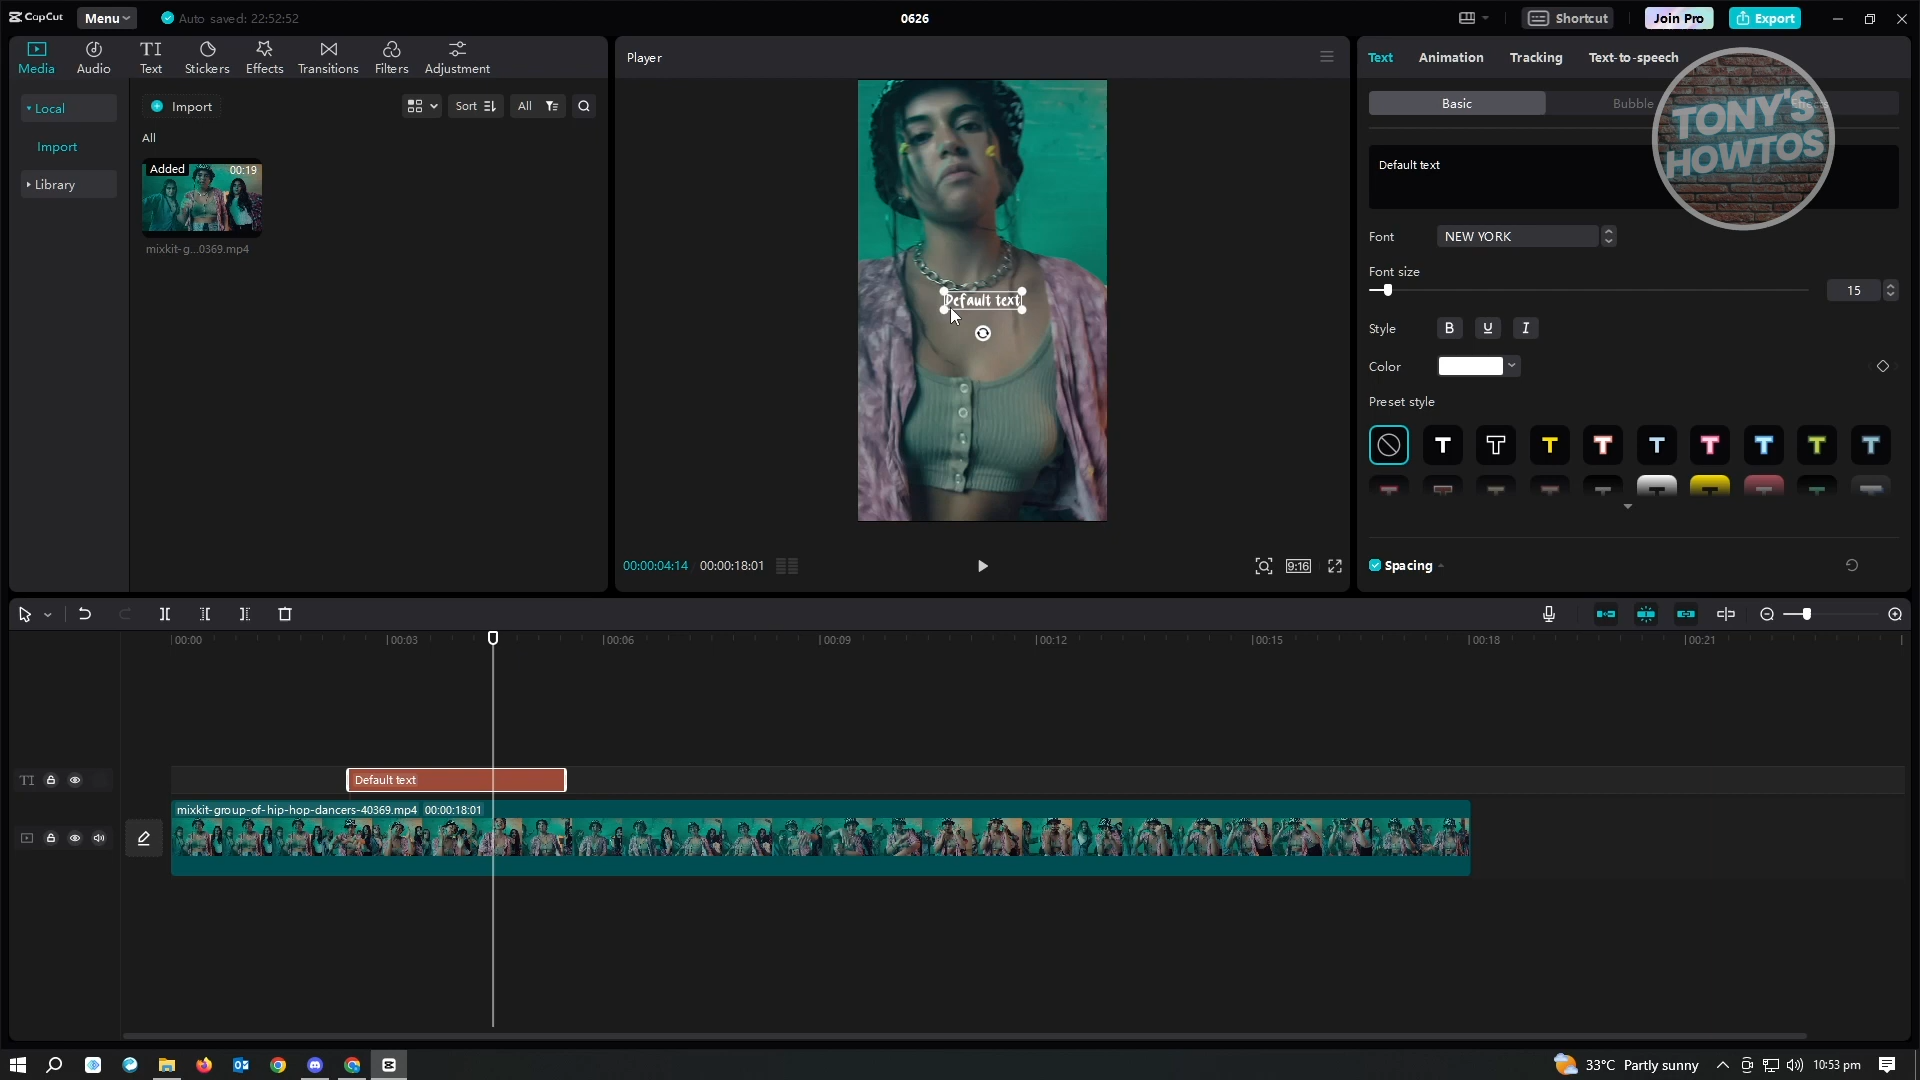 CapCut
Menu
Auto saved: 22:52:52
0626
Shortcut
Join Pro
Export
Media
Audio
TI
Text
Stickers
Effects
Transitions
Filters
Adjustment
Local
Import
Library
Import
Sort
All
All
Added
00:19
mixkit-g...0369.mp4
Player
Default text
00:00:04:14
00:00:18:01
9:16
Text
Animation
Tracking
Text-to-speech
Basic
Bubble
TONY'S
HOWTOS
Default text
Font
NEW YORK
Font size
15
Style
B
U
I
Color
Preset style
T T T T T T T T T
Spacing
00:00
00:03
00:06
00:09
00:12
00:15
00:18
00:21
TI
Default text
mixkit-group-of-hip-hop-dancers-40369.mp4 00:00:18:01
33°C Partly sunny
10:53 pm